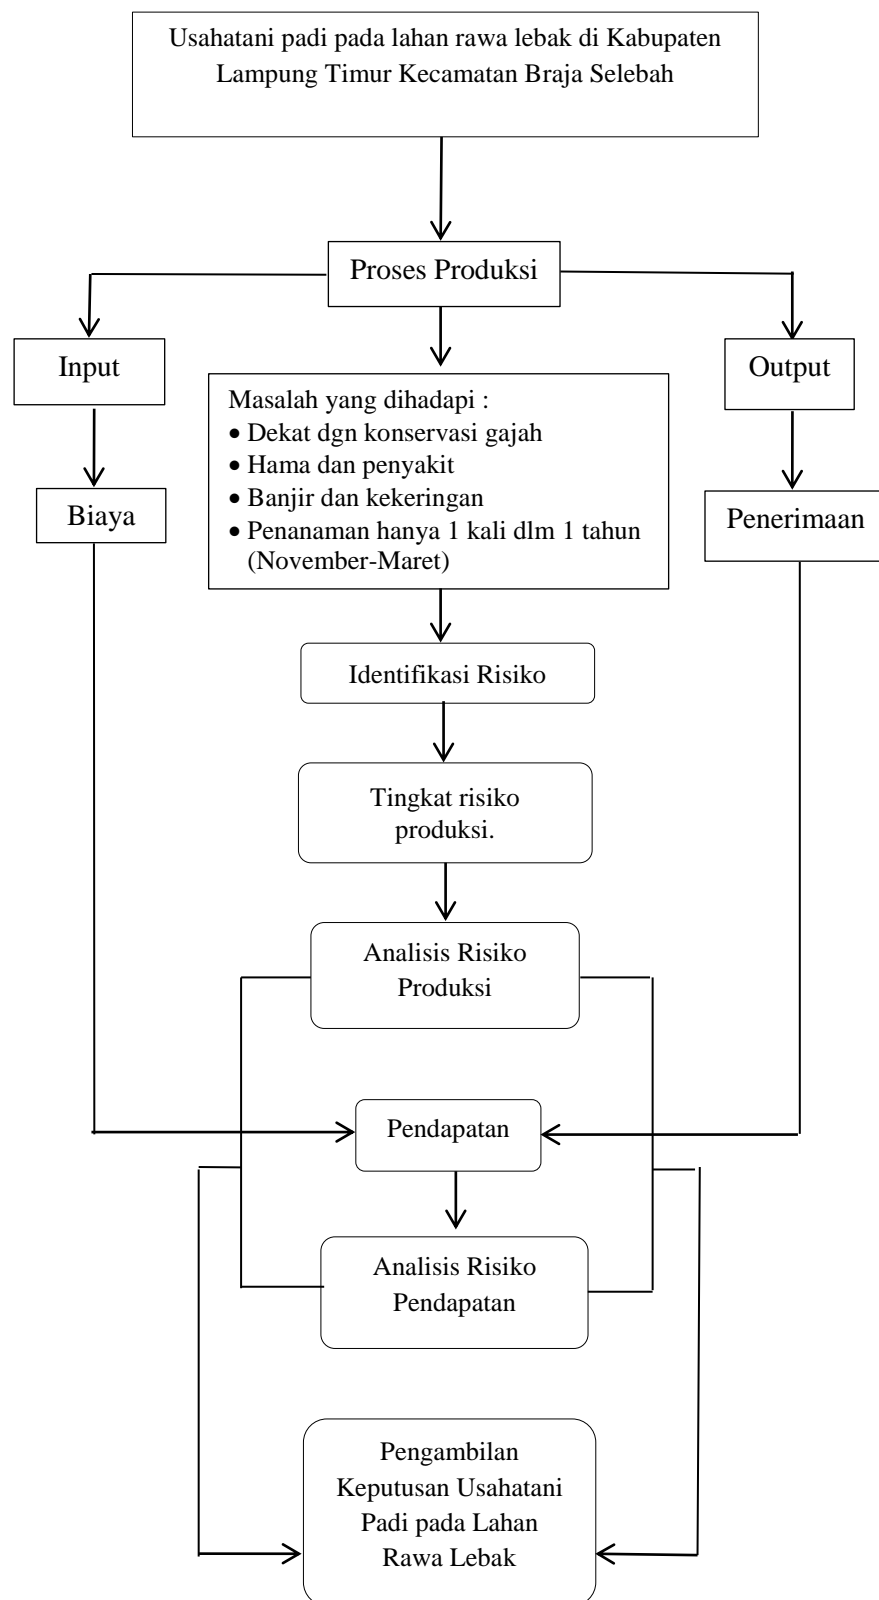 Usahatani padi pada lahan rawa lebak di Kabupaten
Lampung Timur Kecamatan Braja Selebah
Proses Produksi
Input
Output
Masalah yang dihadapi :
• Dekat dgn konservasi gajah
• Hama dan penyakit
• Banjir dan kekeringan
• Penanaman hanya 1 kali dlm 1 tahun
(November-Maret)
Biaya
Penerimaan
Identifikasi Risiko
Tingkat risiko
produksi.
Analisis Risiko
Produksi
Pendapatan
Analisis Risiko
Pendapatan
Pengambilan
Keputusan Usahatani
Padi pada Lahan
Rawa Lebak